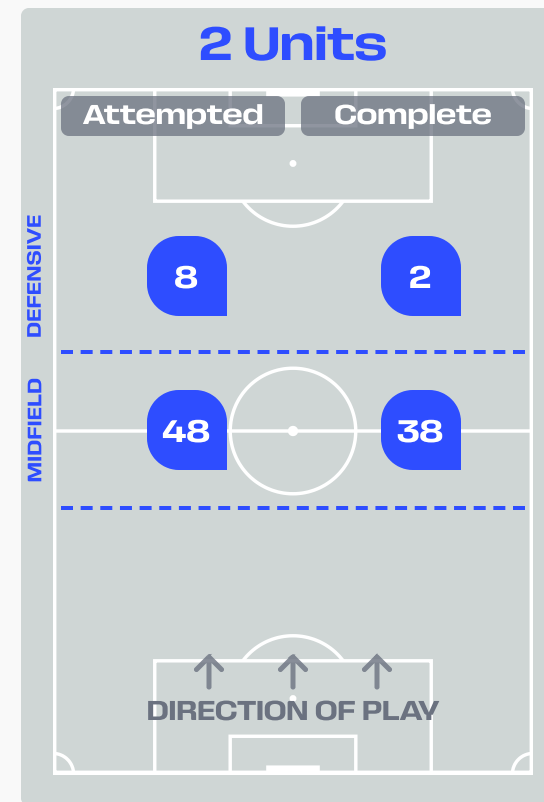 2 Units
Attempted
Complete
DEFENSIVE
8
2
MIDFIELD
48
38
DIRECTION OF PLAY